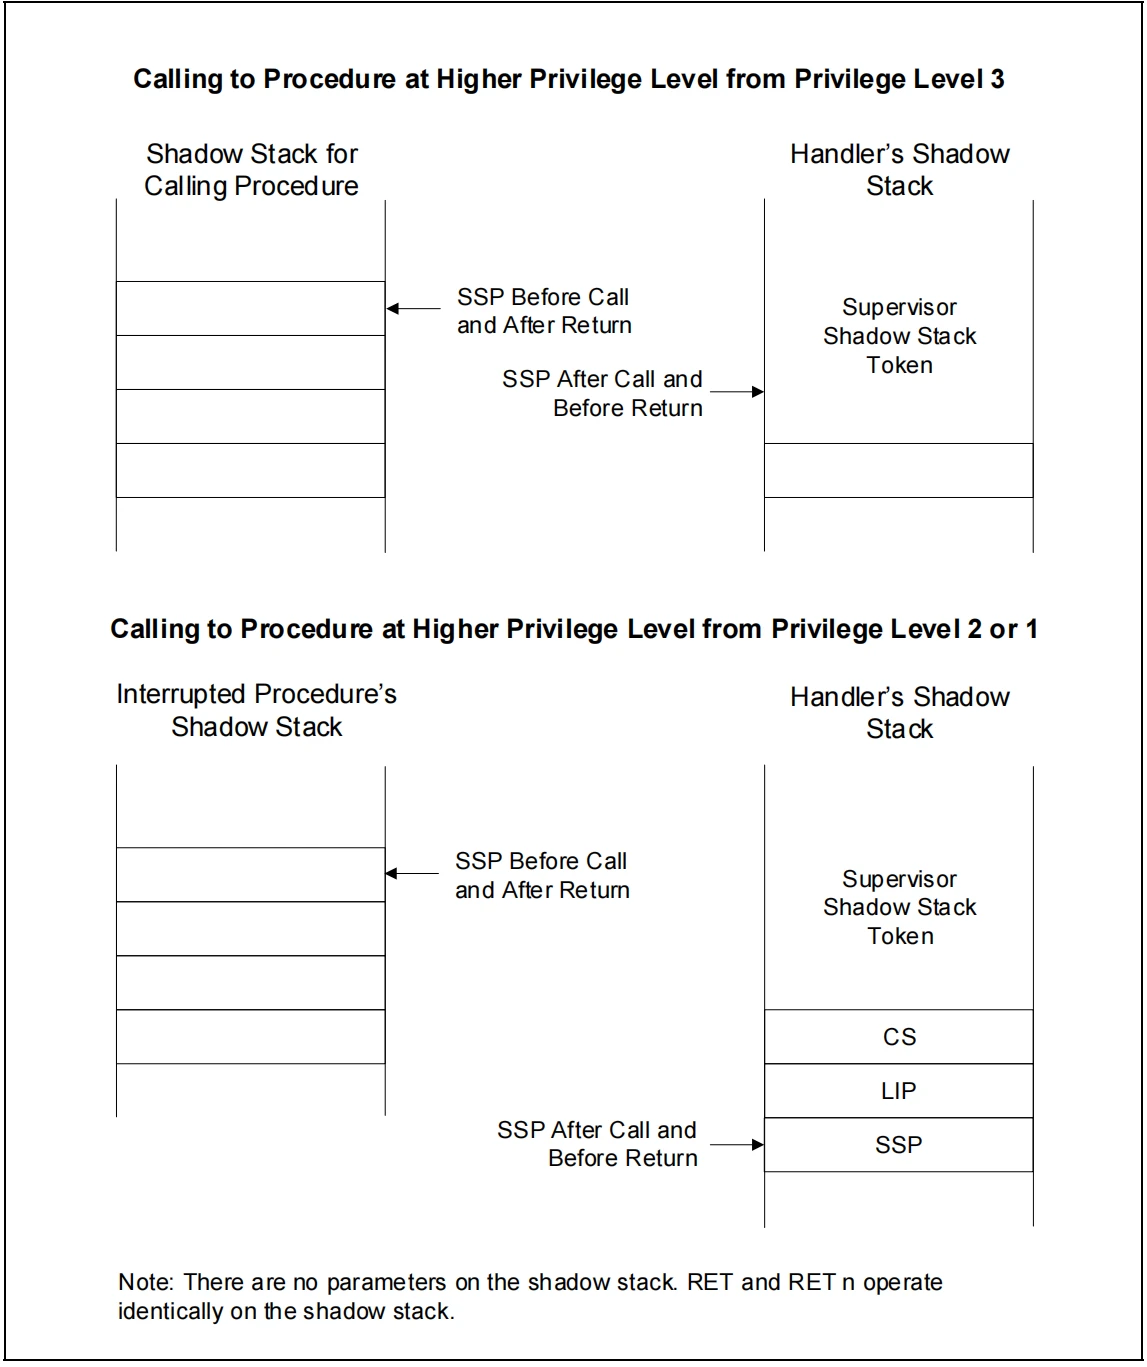 Calling to Procedure at Higher Privilege Level from Privilege Level 3
Shadow Stack for
Calling Procedure
Handler's Shadow
Stack
SSP Before Call
and After Return
Supervisor
Shadow Stack
Token
SSP After Call and
Before Return
Calling to Procedure at Higher Privilege Level from Privilege Level 2 or 1
Interrupted Procedure's
Shadow Stack
Handler's Shadow
Stack
SSP Before Call
and After Return
Supervisor
Shadow Stack
Token
CS
LIP
SSP After Call and
Before Return
SSP
Note: There are no parameters on the shadow stack. RET and RET n operate
identically on the shadow stack.